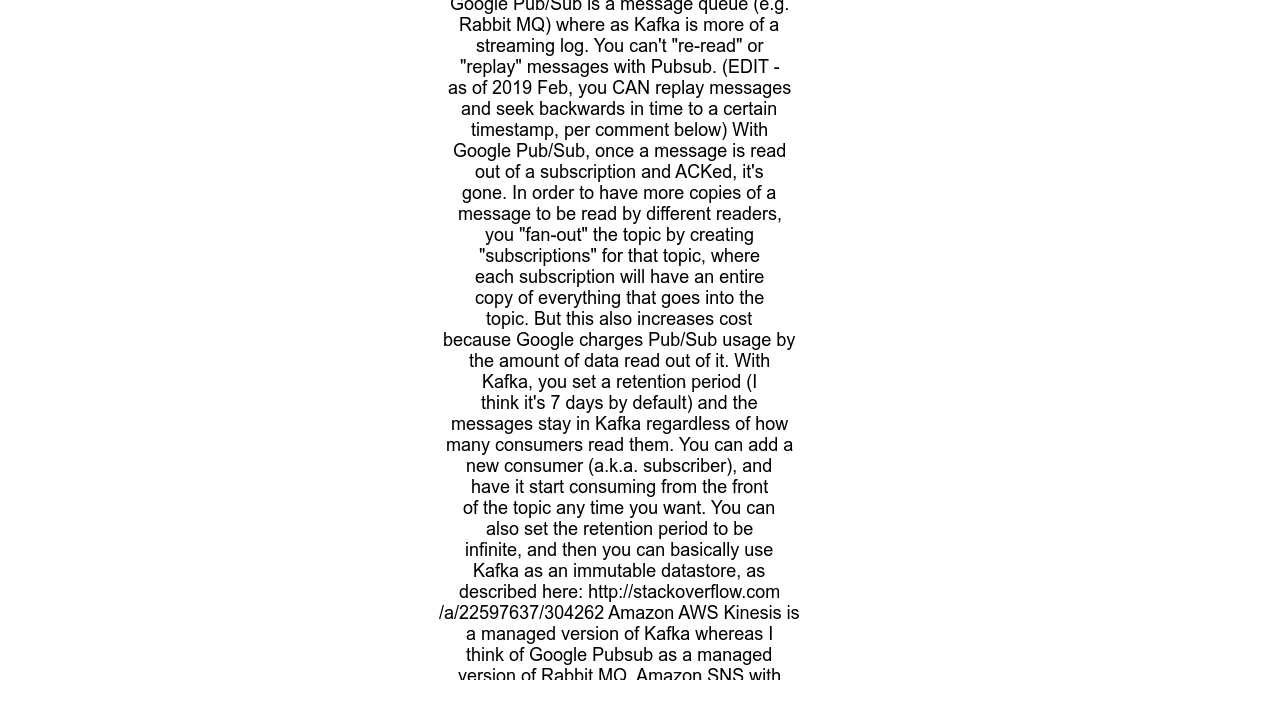 Google Pub/Sub is a message queue (e.g.
Rabbit MQ) where as Kafka is more of a
streaming log. You can't "re-read" or
"replay" messages with Pubsub. (EDIT -
as of 2019 Feb, you CAN replay messages
and seek backwards in time to a certain
timestamp, per comment below) With
Google Pub/Sub, once a message is read
out of a subscription and ACKed, it's
gone. In order to have more copies of a
message to be read by different readers,
you "fan-out" the topic by creating
"subscriptions" for that topic, where
each subscription will have an entire
copy of everything that goes into the
topic. But this also increases cost
because Google charges Pub/Sub usage by
the amount of data read out of it. With
Kafka, you set a retention period (I
think it's 7 days by default) and the
messages stay in Kafka regardless of how
many consumers read them. You can add a
new consumer (a.k.a. subscriber), and
have it start consuming from the front
of the topic any time you want. You can
also set the retention period to be
infinite, and then you can basically use
Kafka as an immutable datastore, as
described here: http://stackoverflow.com
/a/22597637/304262 Amazon AWS Kinesis is
a managed version of Kafka whereas I
think of Google Pubsub as a managed
version of Rabbit MQ. Amazon SNS with